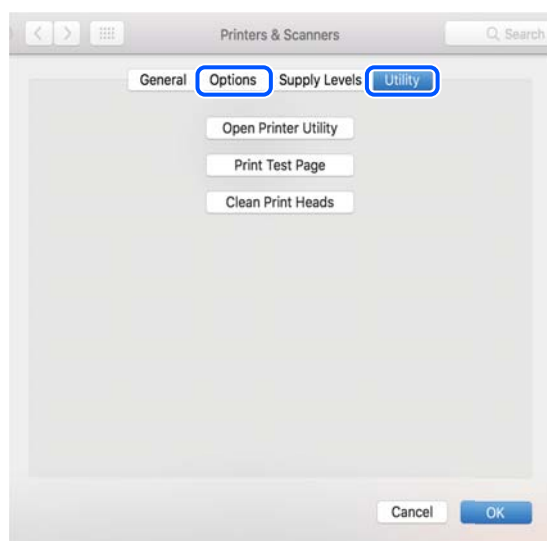 Printers & Scanners Search
General Options Supply Levels Utility
Open Printer Utility
Print Test Page
Clean Print Heads
Cancel OK